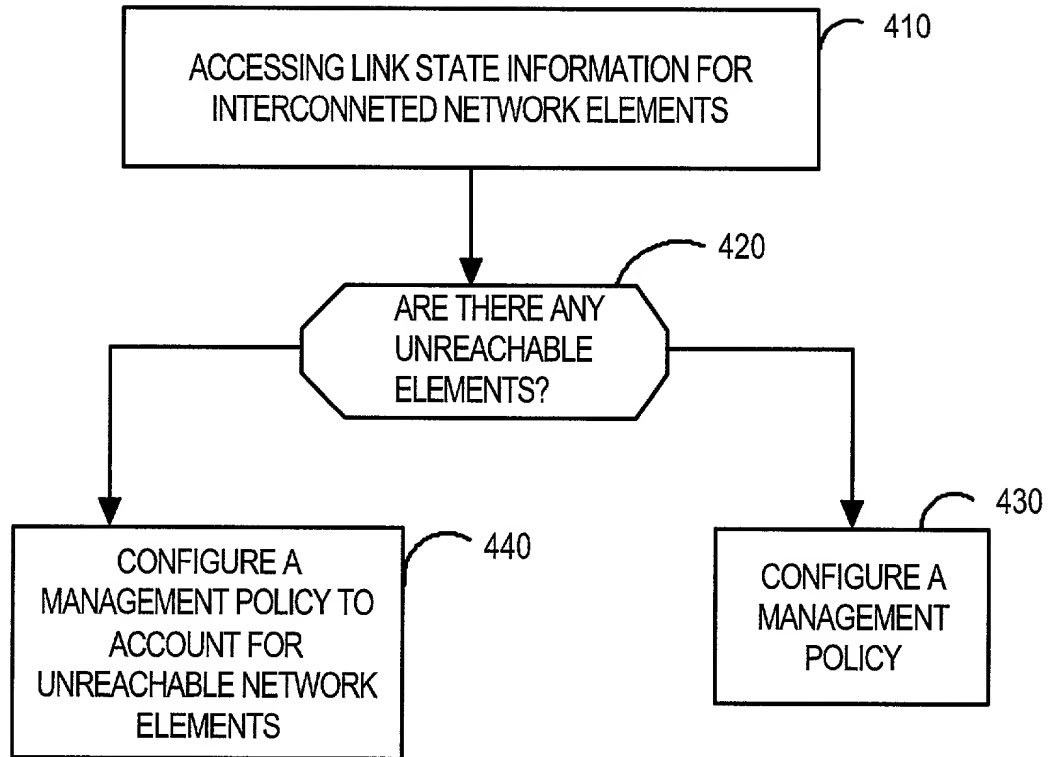 410
ACCESSING LINK STATE INFORMATION FOR
INTERCONNETED NETWORK ELEMENTS
420
ARE THERE ANY
UNREACHABLE
ELEMENTS?
440
CONFIGURE A
MANAGEMENT POLICY TO
ACCOUNT FOR
UNREACHABLE NETWORK
ELEMENTS
430
CONFIGURE A
MANAGEMENT
POLICY